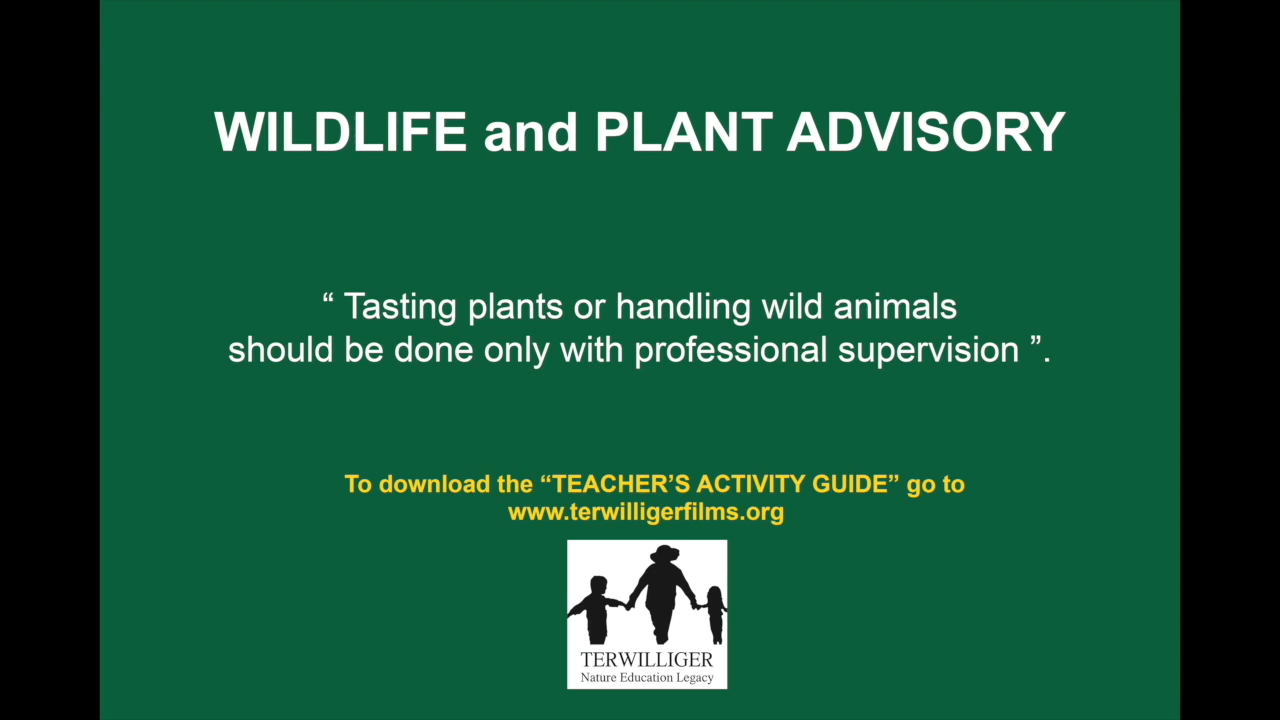 WILDLIFE and PLANT ADVISORY
“ Tasting plants or handling wild animals
should be done only with professional supervision ”.
To download the “TEACHER’S ACTIVITY GUIDE” go to
www.terwilligerfilms.org
TERWILLIGER
Nature Education Legacy